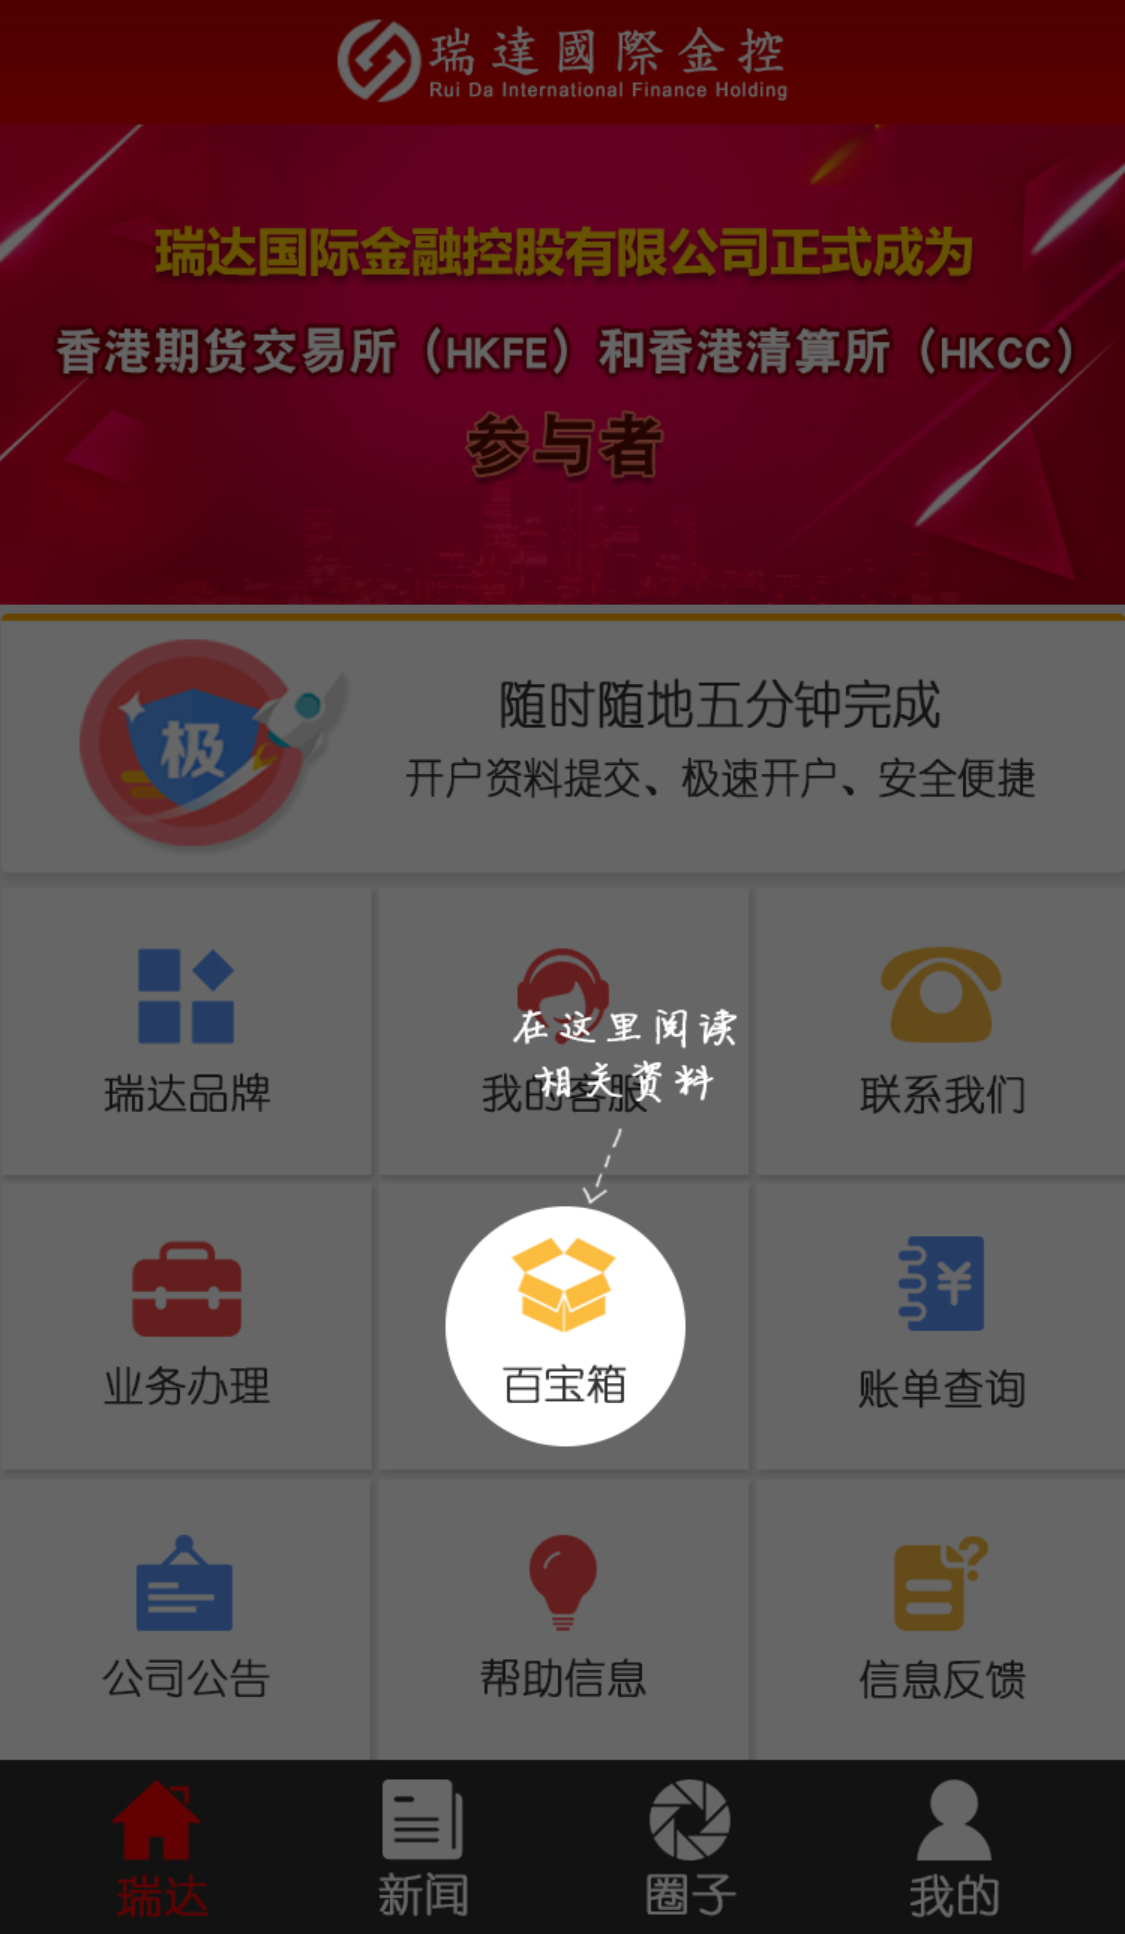 瑞達國際金控
Rui Da International Finance Holding
瑞达国际金融控股有限公司正式成为
香港期货交易所（HKFE）和香港清算所（HKCC）
参与者
极
随时随地五分钟完成
开户资料提交、极速开户、安全便捷
在这里阅读
相关资料
瑞达品牌
我的客服
联系我们
业务办理
百宝箱
账单查询
公司公告
帮助信息
信息反馈
瑞达
新闻
圈子
我的